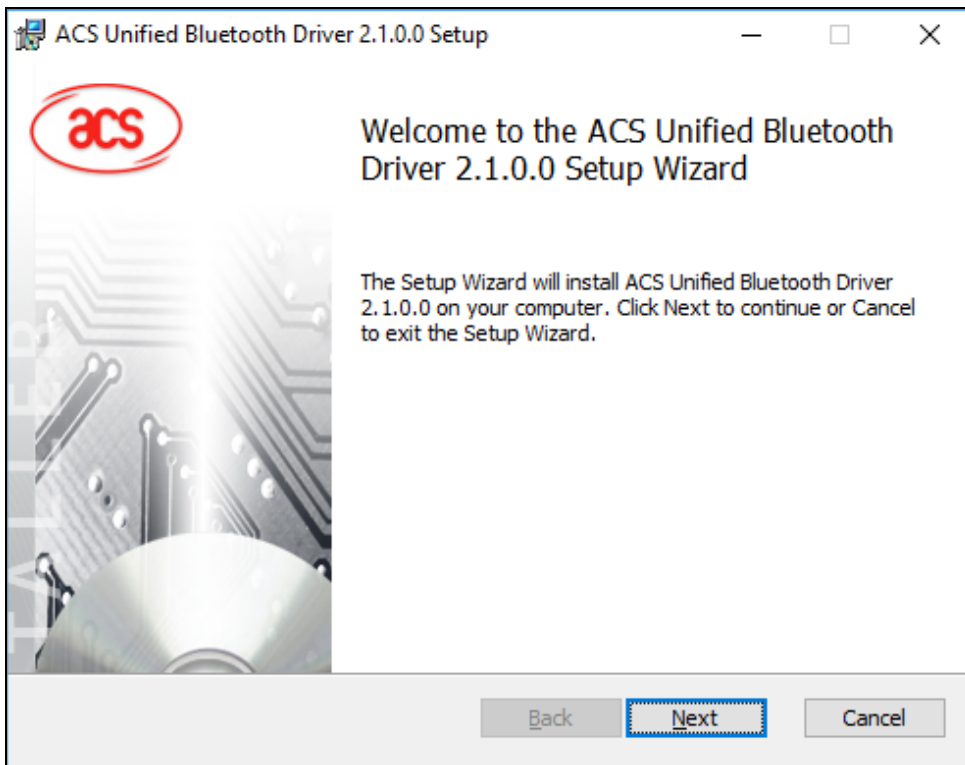 ACS Unified Bluetooth Driver 2.1.0.0 Setup
acs
Welcome to the ACS Unified Bluetooth
Driver 2.1.0.0 Setup Wizard
The Setup Wizard will install ACS Unified Bluetooth Driver
2.1.0.0 on your computer. Click Next to continue or Cancel
to exit the Setup Wizard.
TALLER
Back
Next
Cancel